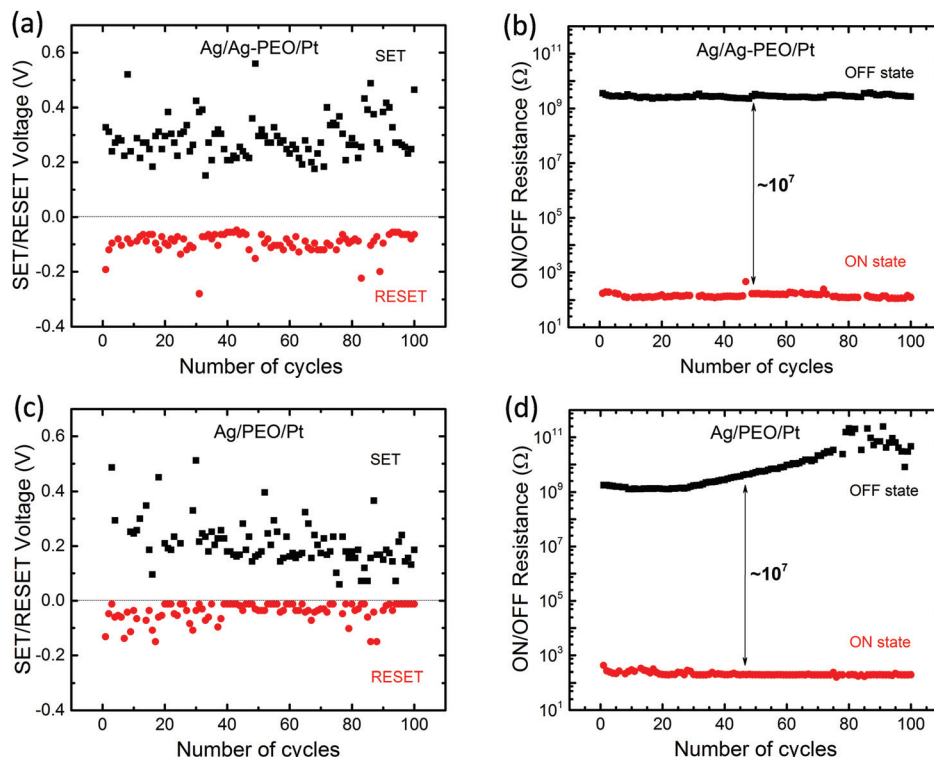 (a)
Ag/Ag-PEO/Pt
SET
RESET
SET/RESET Voltage (V)
0.6
0.4
0.2
0.0
-0.2
-0.4
0 20 40 60 80 100
Number of cycles
(b)
Ag/Ag-PEO/Pt
OFF state
~10⁷
ON state
ON/OFF Resistance (Ω)
10¹¹
10⁹
10⁷
10⁵
10³
10¹
0 20 40 60 80 100
Number of cycles
(c)
Ag/PEO/Pt
SET
RESET
SET/RESET Voltage (V)
0.6
0.4
0.2
0.0
-0.2
-0.4
0 20 40 60 80 100
Number of cycles
(d)
Ag/PEO/Pt
OFF state
~10⁷
ON state
ON/OFF Resistance (Ω)
10¹¹
10⁹
10⁷
10⁵
10³
10¹
0 20 40 60 80 100
Number of cycles